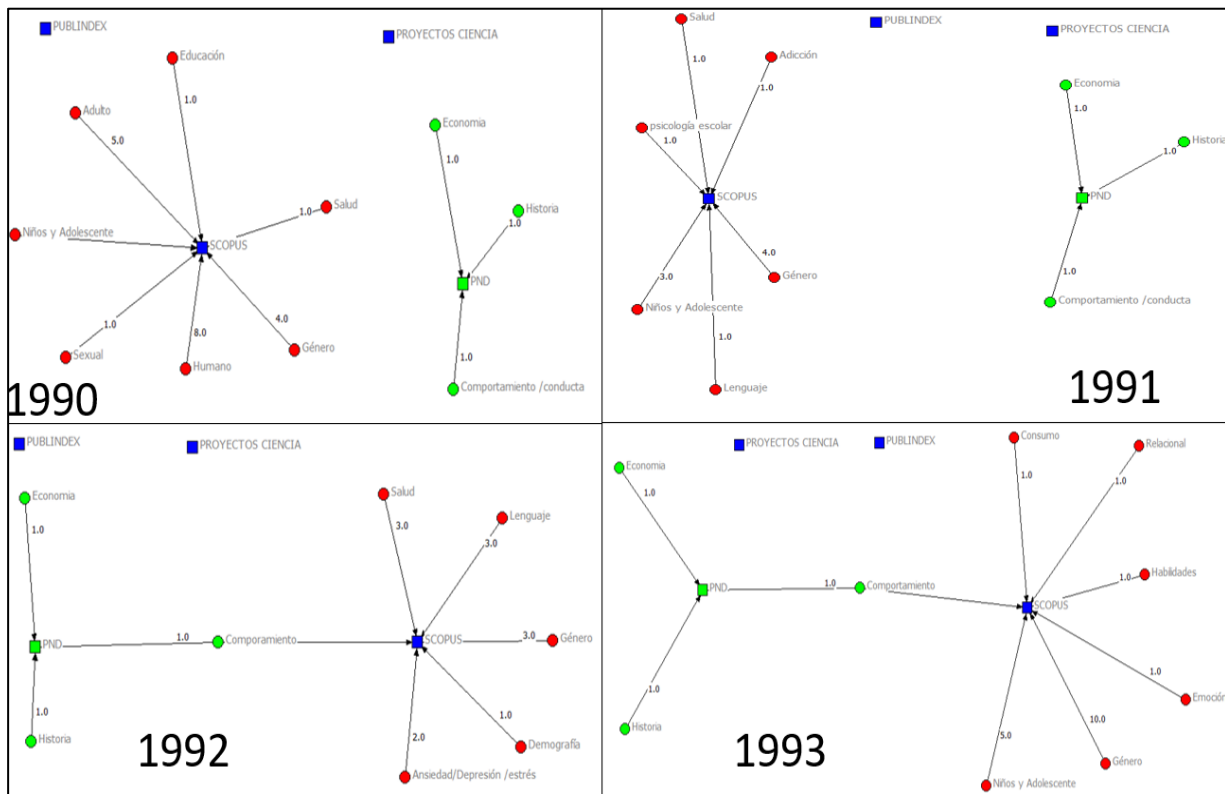 PUBLINDEX
PROYECTOS CIENCIA
Educación
1.0
Adulto
5.0
Economia
1.0
Salud
1.0
Historia
1.0
Niños y Adolescente
SCOPUS
PND
1.0
Sexual
8.0
Humano
4.0
Género
1.0
Comportamiento /conducta
1990
Salud
PUBLINDEX
PROYECTOS CIENCIA
1.0
Adicción
1.0
Economia
1.0
psicología escolar
1.0
Historia
1.0
SCOPUS
PND
3.0
4.0
Género
1.0
Niños y Adolescente
Comportamiento /conducta
1.0
Lenguaje
1991
PUBLINDEX
PROYECTOS CIENCIA
Economia
1.0
Salud
3.0
Lenguaje
3.0
PND
1.0
Comporamiento
SCOPUS
3.0
Género
1.0
Historia
2.0
1.0
Demografía
Ansiedad/Depresión /estrés
1992
PROYECTOS CIENCIA
PUBLINDEX
Consumo
Relacional
Economia
1.0
1.0
1.0
PND
1.0
Comportamiento
1.0
Habilidades
SCOPUS
1.0
Historia
1.0
Emoción
5.0
10.0
Género
Niños y Adolescente
1993